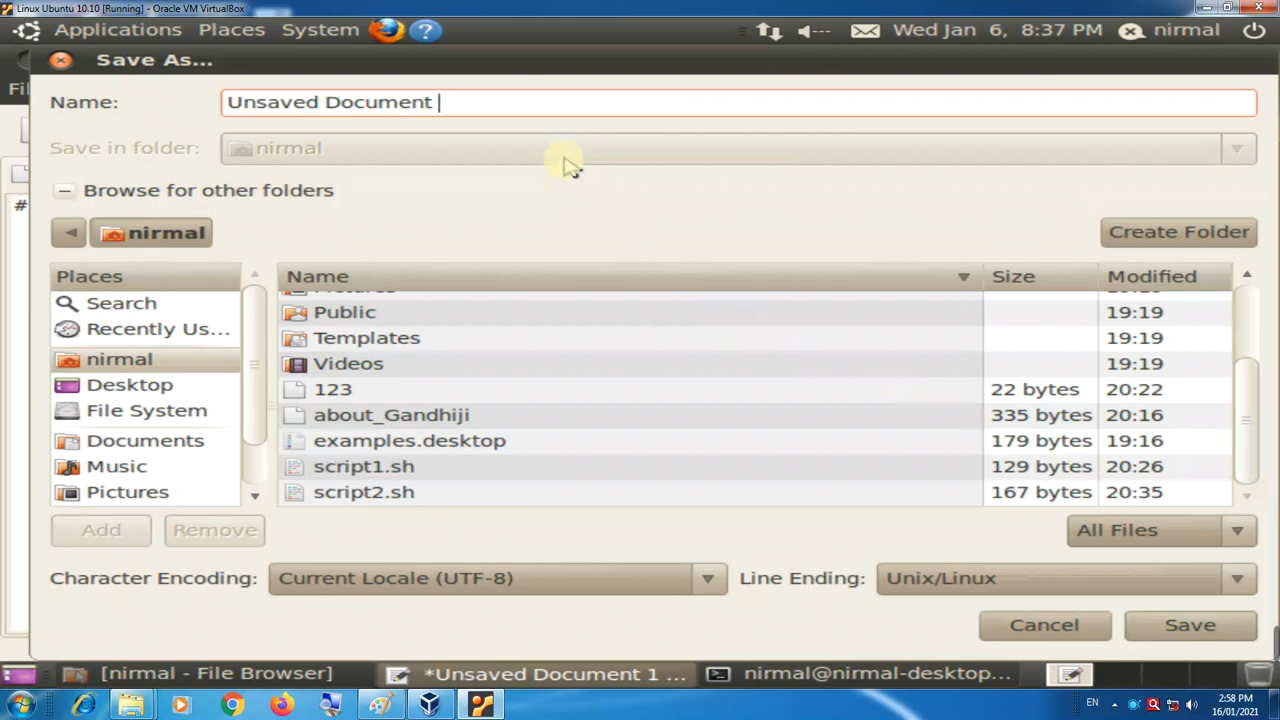 Linux Ubuntu 10.10 [Running] - Oracle VM VirtualBox
Applications Places System ? Wed Jan 6, 8:37 PM nirmal
Save As...
Fil
Name: Unsaved Document
Save in folder: nirmal
#
Browse for other folders
nirmal Create Folder
Places Name Size Modified
Search
Public 19:19
Recently Us... Templates 19:19
nirmal Videos 19:19
Desktop 123 22 bytes 20:22
File System about_Gandhiji 335 bytes 20:16
Documents examples.desktop 179 bytes 19:16
Music script1.sh 129 bytes 20:26
Pictures script2.sh 167 bytes 20:35
Add Remove All Files
Character Encoding: Current Locale (UTF-8) Line Ending: Unix/Linux
Cancel Save
[nirmal - File Browser] *Unsaved Document 1 ... nirmal@nirmal-desktop...
EN 2:58 PM
16/01/2021